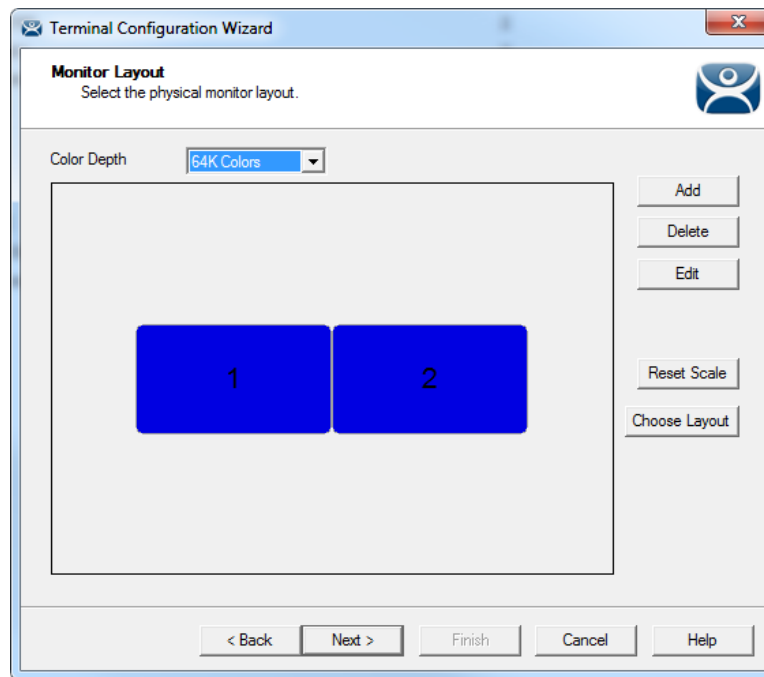 Terminal Configuration Wizard
Monitor Layout
Select the physical monitor layout.
Color Depth 64K Colors
Add
Delete
Edit
1 2
Reset Scale
Choose Layout
< Back Next > Finish Cancel Help